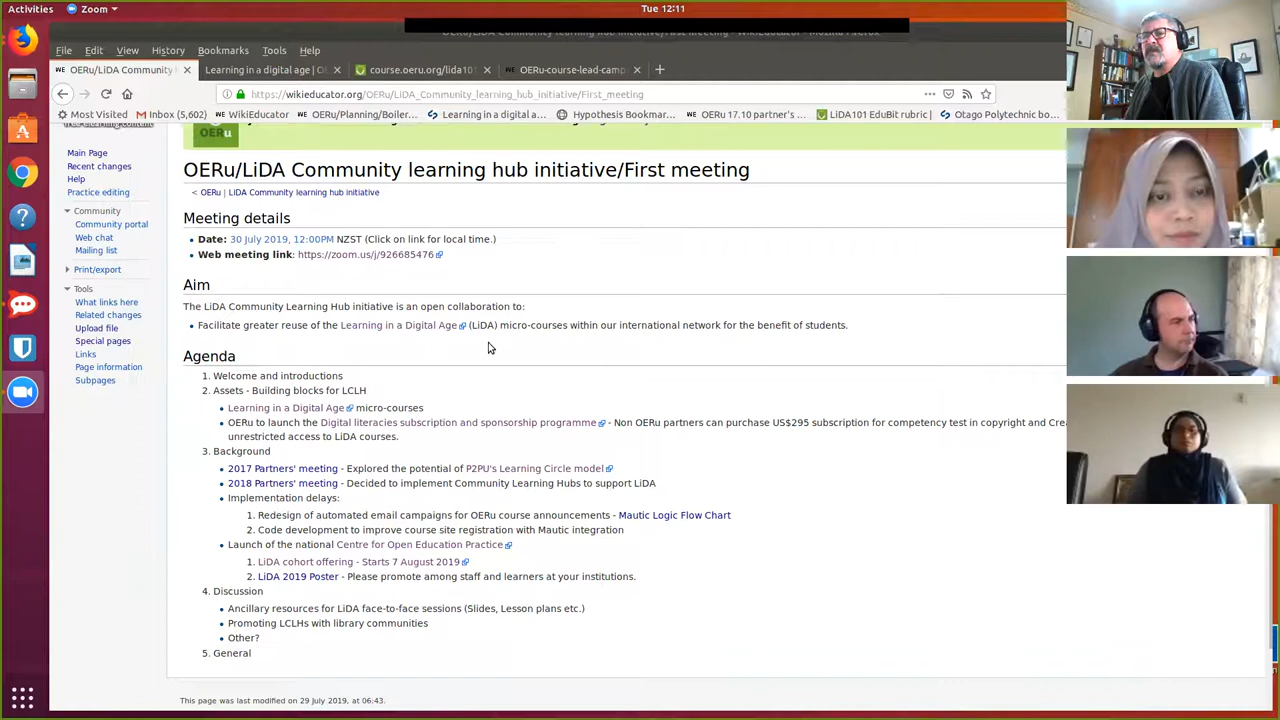 Activities Zoom Tue 12:11
File Edit View History Bookmarks Tools Help
OERu/LiDA Community Learning in a digital age | O course.oeru.org/lida101 OERu-course-lead-camp
https://wikieducator.org/OERu/LiDA_Community_learning_hub_initiative/First_meeting
Most Visited Inbox (5,602) WikiEducator OERu/Planning/Boiler... Learning in a digital a... Hypothesis Bookmar... OERu 17.10 partner's ... LiDA101 EduBit rubric | Otago Polytechnic bo...
OERu
Main Page
Recent changes
Help
Practice editing
Community
Community portal
Web chat
Mailing list
Print/export
Tools
What links here
Related changes
Upload file
Special pages
Links
Page information
Subpages
OERu/LiDA Community learning hub initiative/First meeting
< OERu | LiDA Community learning hub initiative
Meeting details
Date: 30 July 2019, 12:00PM NZST (Click on link for local time.)
Web meeting link: https://zoom.us/j/926685476
Aim
The LiDA Community Learning Hub initiative is an open collaboration to:
Facilitate greater reuse of the Learning in a Digital Age (LiDA) micro-courses within our international network for the benefit of students.
Agenda
1. Welcome and introductions
2. Assets - Building blocks for LCLH
Learning in a Digital Age micro-courses
OERu to launch the Digital literacies subscription and sponsorship programme - Non OERu partners can purchase US$295 subscription for competency test in copyright and Crea
unrestricted access to LiDA courses.
3. Background
2017 Partners' meeting - Explored the potential of P2PU's Learning Circle model
2018 Partners' meeting - Decided to implement Community Learning Hubs to support LiDA
Implementation delays:
1. Redesign of automated email campaigns for OERu course announcements - Mautic Logic Flow Chart
2. Code development to improve course site registration with Mautic integration
Launch of the national Centre for Open Education Practice
1. LiDA cohort offering - Starts 7 August 2019
2. LiDA 2019 Poster - Please promote among staff and learners at your institutions.
4. Discussion
Ancillary resources for LiDA face-to-face sessions (Slides, Lesson plans etc.)
Promoting LCLHs with library communities
Other?
5. General
This page was last modified on 29 July 2019, at 06:43.